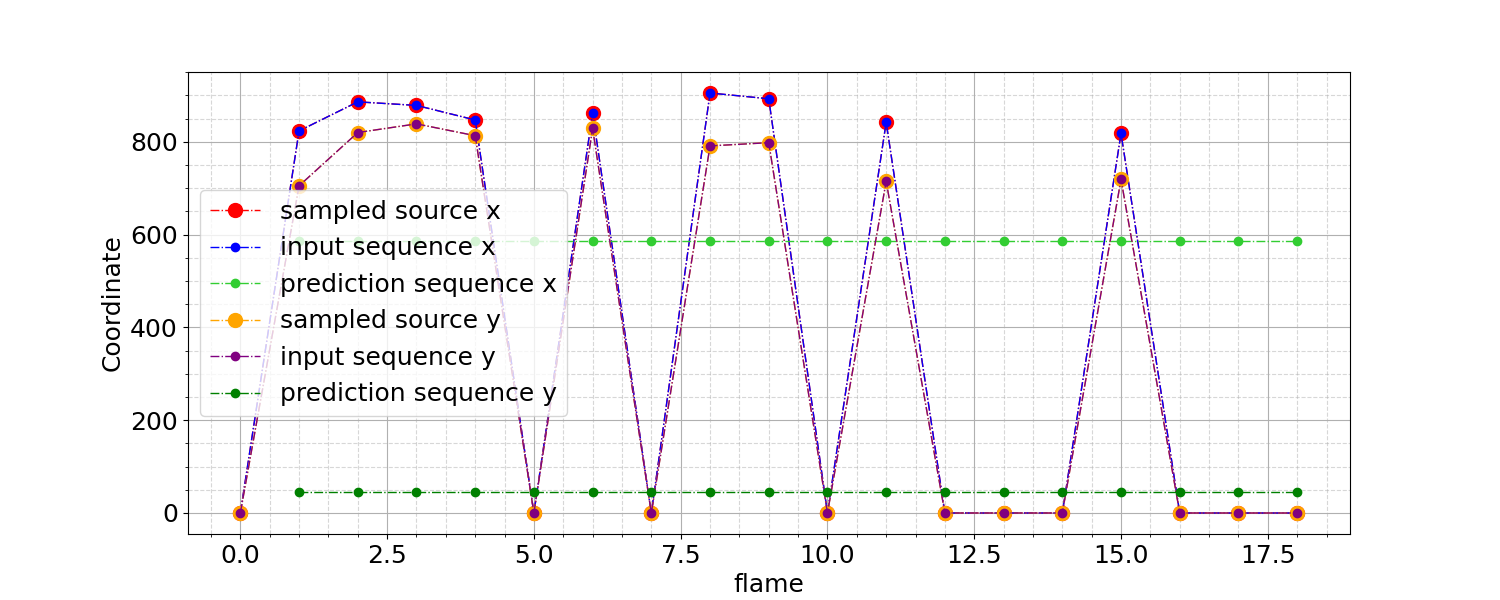 800
600
400
200
0
Coordinate
sampled source x
input sequence x
prediction sequence x
sampled source y
input sequence y
prediction sequence y
0.0 2.5 5.0 7.5 10.0 12.5 15.0 17.5
flame